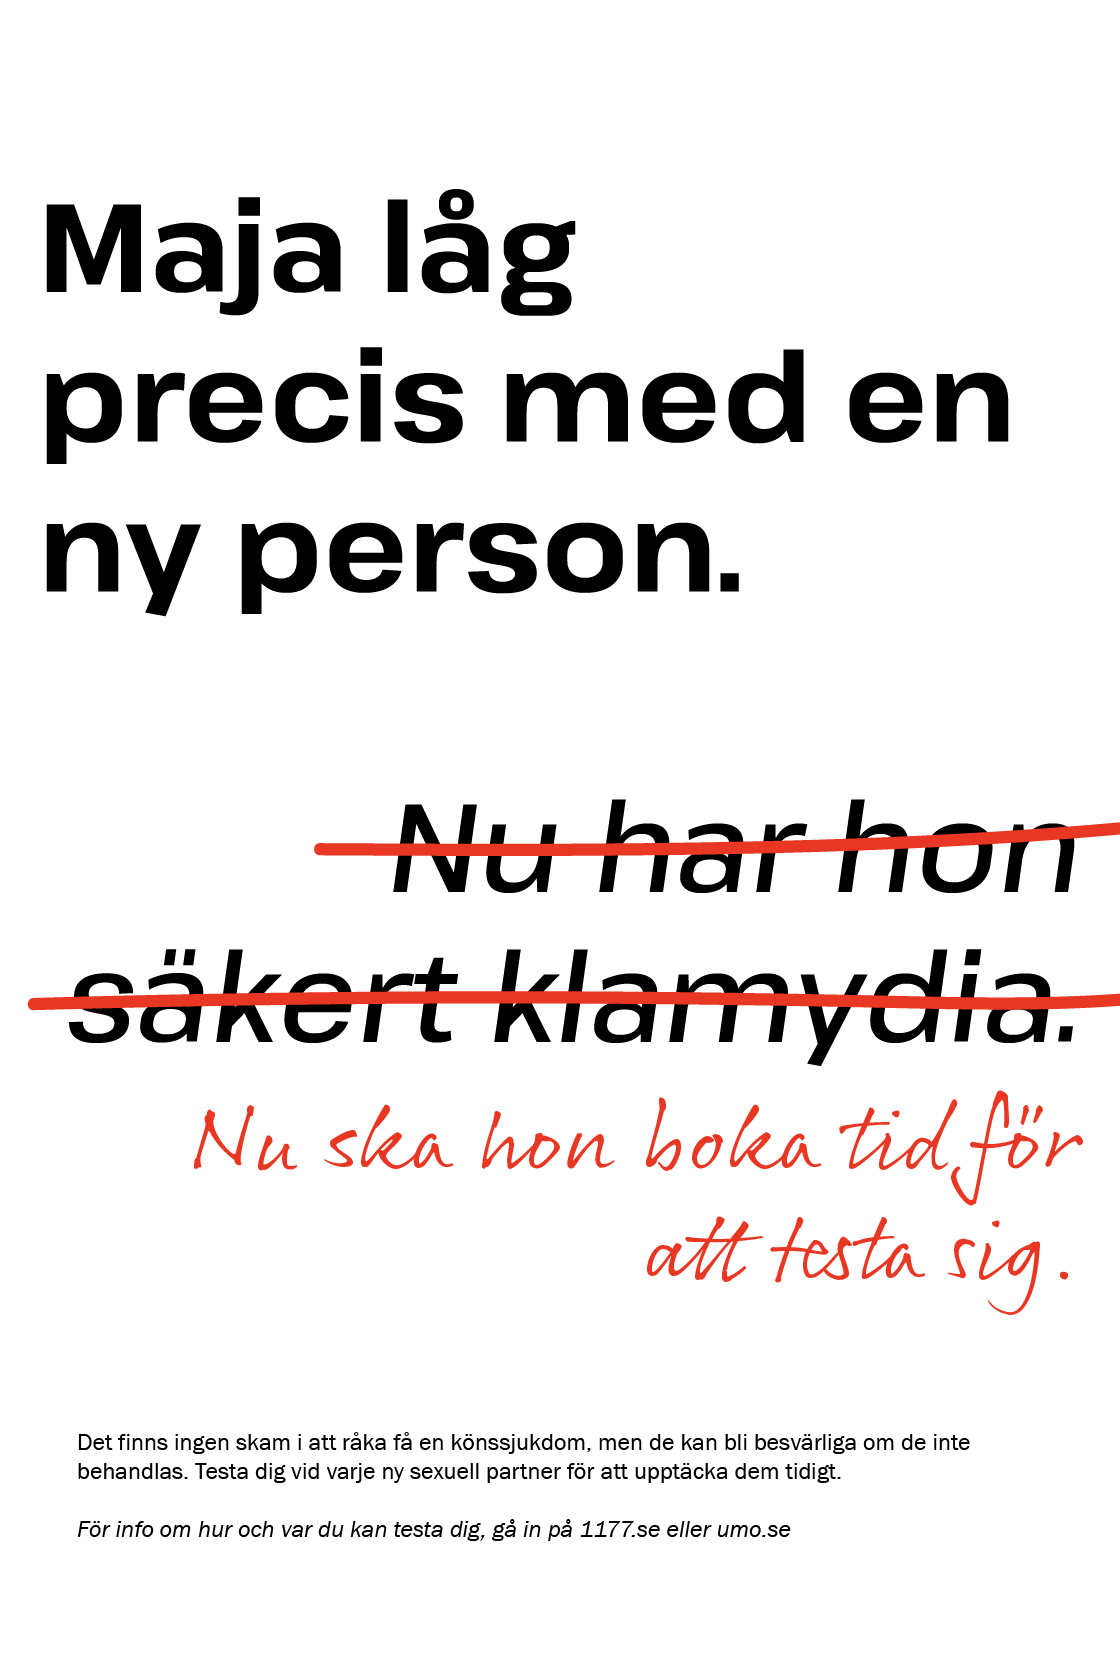 Maja låg
precis med en
ny person.
Nu har hon
säkert klamydia.
Nu ska hon boka tid för
att testa sig.
Det finns ingen skam i att råka få en könssjukdom, men de kan bli besvärliga om de inte
behandlas. Testa dig vid varje ny sexuell partner för att upptäcka dem tidigt.
För info om hur och var du kan testa dig, gå in på 1177.se eller umo.se